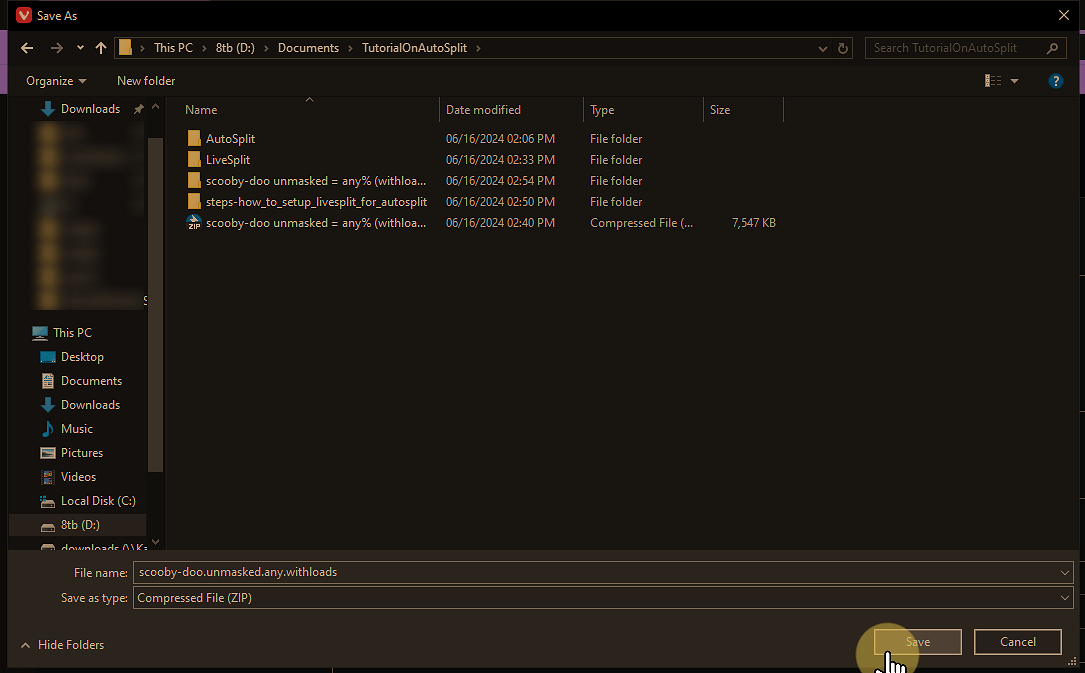 Save As
This PC > 8tb (D:) > Documents > TutorialOnAutoSplit >
Search TutorialOnAutoSplit
Organize
New folder
?
Downloads
S
This PC
Desktop
Documents
Downloads
Music
Pictures
Videos
Local Disk (C:)
8tb (D:)
downloads (\\Ka
Name Date modified Type Size
AutoSplit 06/16/2024 02:06 PM File folder
LiveSplit 06/16/2024 02:33 PM File folder
scooby-doo unmasked = any% (withloa... 06/16/2024 02:54 PM File folder
steps-how_to_setup_livesplit_for_autosplit 06/16/2024 02:50 PM File folder
ZIP scooby-doo unmasked = any% (withloa... 06/16/2024 02:40 PM Compressed File (... 7,547 KB
File name: scooby-doo.unmasked.any.withloads
Save as type: Compressed File (ZIP)
Hide Folders
Save
Cancel